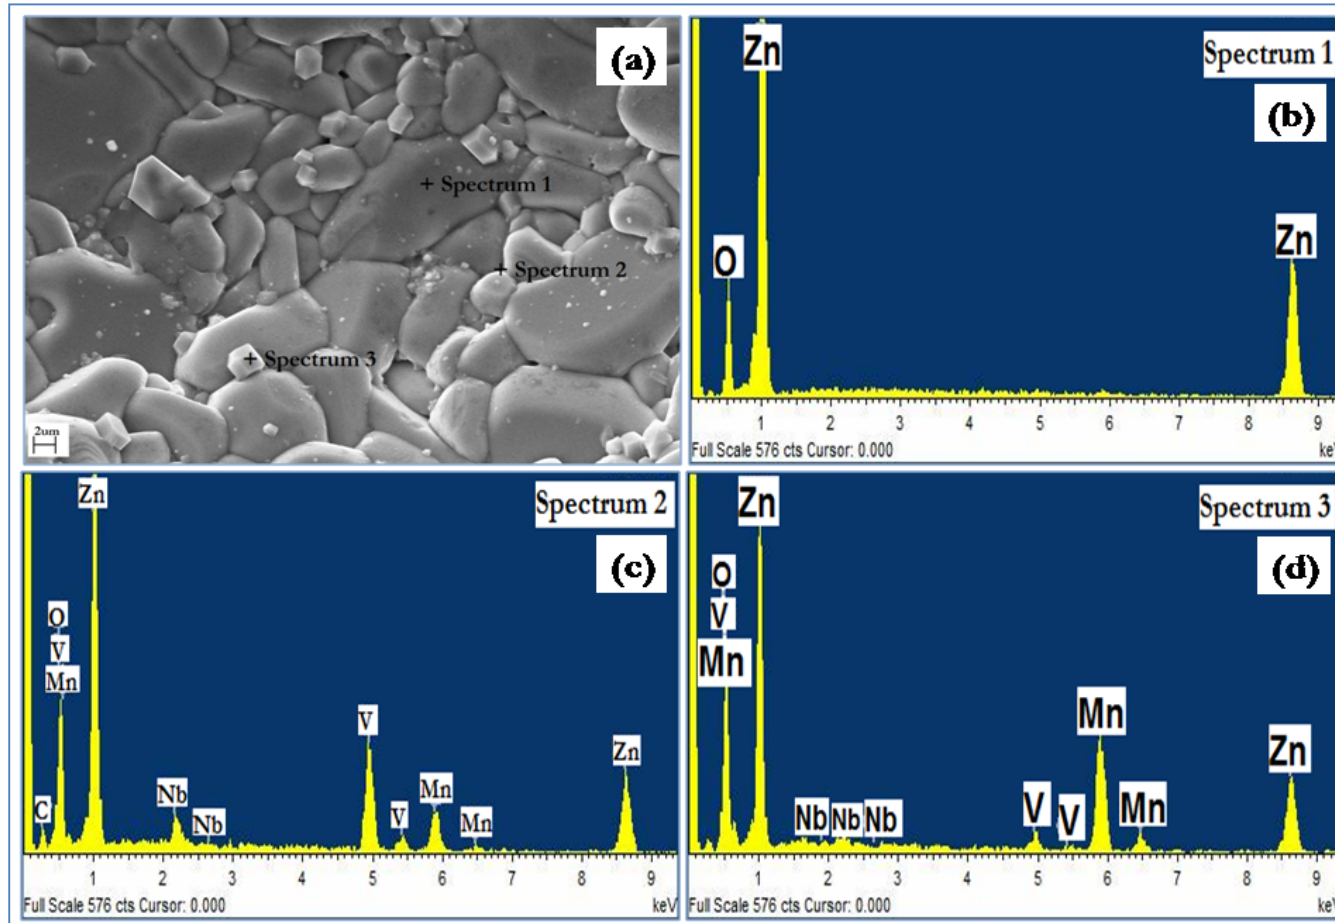 (a)
+ Spectrum 1
+ Spectrum 2
+ Spectrum 3
2um
Spectrum 1
(b)
Zn
O
Zn
1 2 3 4 5 6 7 8 9
Full Scale 576 cts Cursor: 0.000 keV
Spectrum 2
(c)
Zn
O
V
Mn
C
Nb
Nb
V
V
Mn
Mn
Zn
1 2 3 4 5 6 7 8 9
Full Scale 576 cts Cursor: 0.000 keV
Spectrum 3
(d)
Zn
O
V
Mn
Nb
Nb
Nb
V
V
Mn
Mn
Zn
1 2 3 4 5 6 7 8 9
Full Scale 576 cts Cursor: 0.000 keV